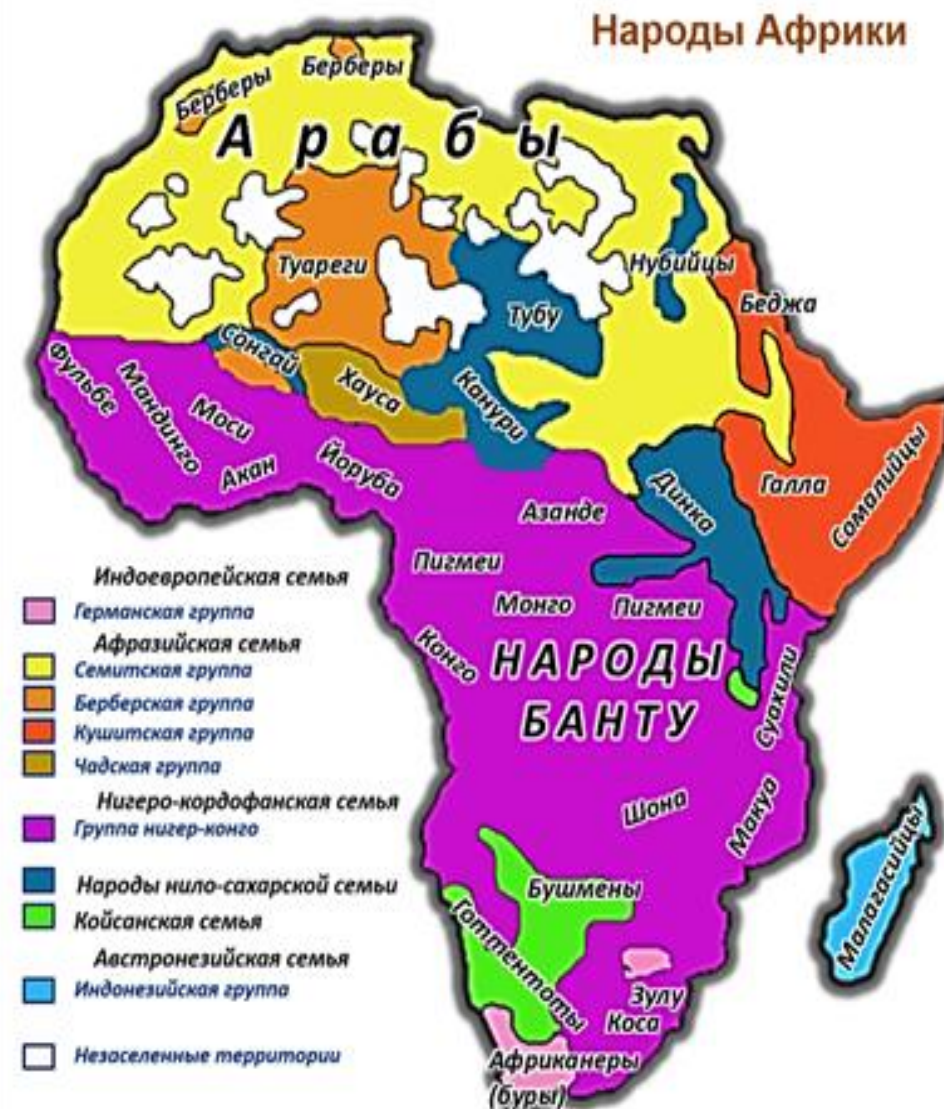 Народы Африки
Берберы
Берберы
Арабы
Туареги
Нубийцы
Беджа
Тубу
Сонгай
Хауса
Канури
Фульбе
Мандинго
Моси
Акан
Йоруба
Динка
Галла
Сомалийцы
Азанде
Пигмеи
Монго
Пигмеи
Конго
НАРОДЫ
БАНТУ
Суахили
Шона
Макуа
Бушмены
Готтентоты
Малагасийцы
Зулу
Коса
Африканеры
(буры)
Индоевропейская семья
Германская группа
Афразийская семья
Семитская группа
Берберская группа
Кушитская группа
Чадская группа
Нигеро-кордофанская семья
Группа нигер-конго
Народы нило-сахарской семьи
Койсанская семья
Австронезийская семья
Индонезийская группа
Незаселенные территории